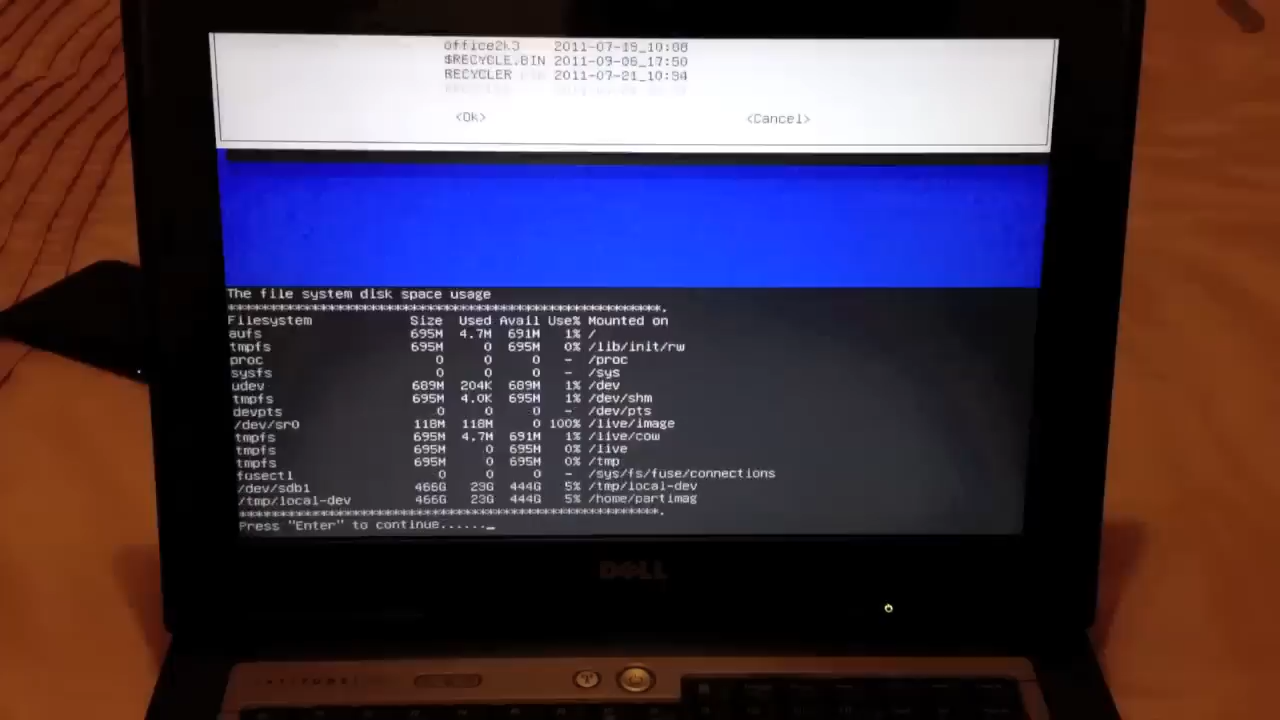 office2k3 2011-07-19_10:08
$RECYCLE.BIN 2011-09-06_17:50
RECYCLER 2011-07-21_10:34
<Ok> <Cancel>
The file system disk space usage
*****************************************************************.
Filesystem Size Used Avail Use% Mounted on
aufs 695M 4.7M 691M 1% /
tmpfs 695M 0 695M 0% /lib/init/rw
proc 0 0 0 - /proc
sysfs 0 0 0 - /sys
udev 689M 204K 689M 1% /dev
tmpfs 695M 4.0K 695M 1% /dev/shm
devpts 0 0 0 - /dev/pts
/dev/sr0 118M 118M 0 100% /live/image
tmpfs 695M 4.7M 691M 1% /live/cow
tmpfs 695M 0 695M 0% /live
tmpfs 695M 0 695M 0% /tmp
fusectl 0 0 0 - /sys/fs/fuse/connections
/dev/sdb1 466G 23G 444G 5% /tmp/local-dev
/tmp/local-dev 466G 23G 444G 5% /home/partimag
*****************************************************************.
Press "Enter" to continue......_
DELL